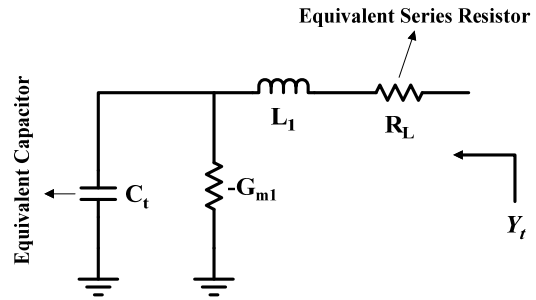 Equivalent Series Resistor
Equivalent Capacitor
L1
RL
Ct
-Gm1
Yt